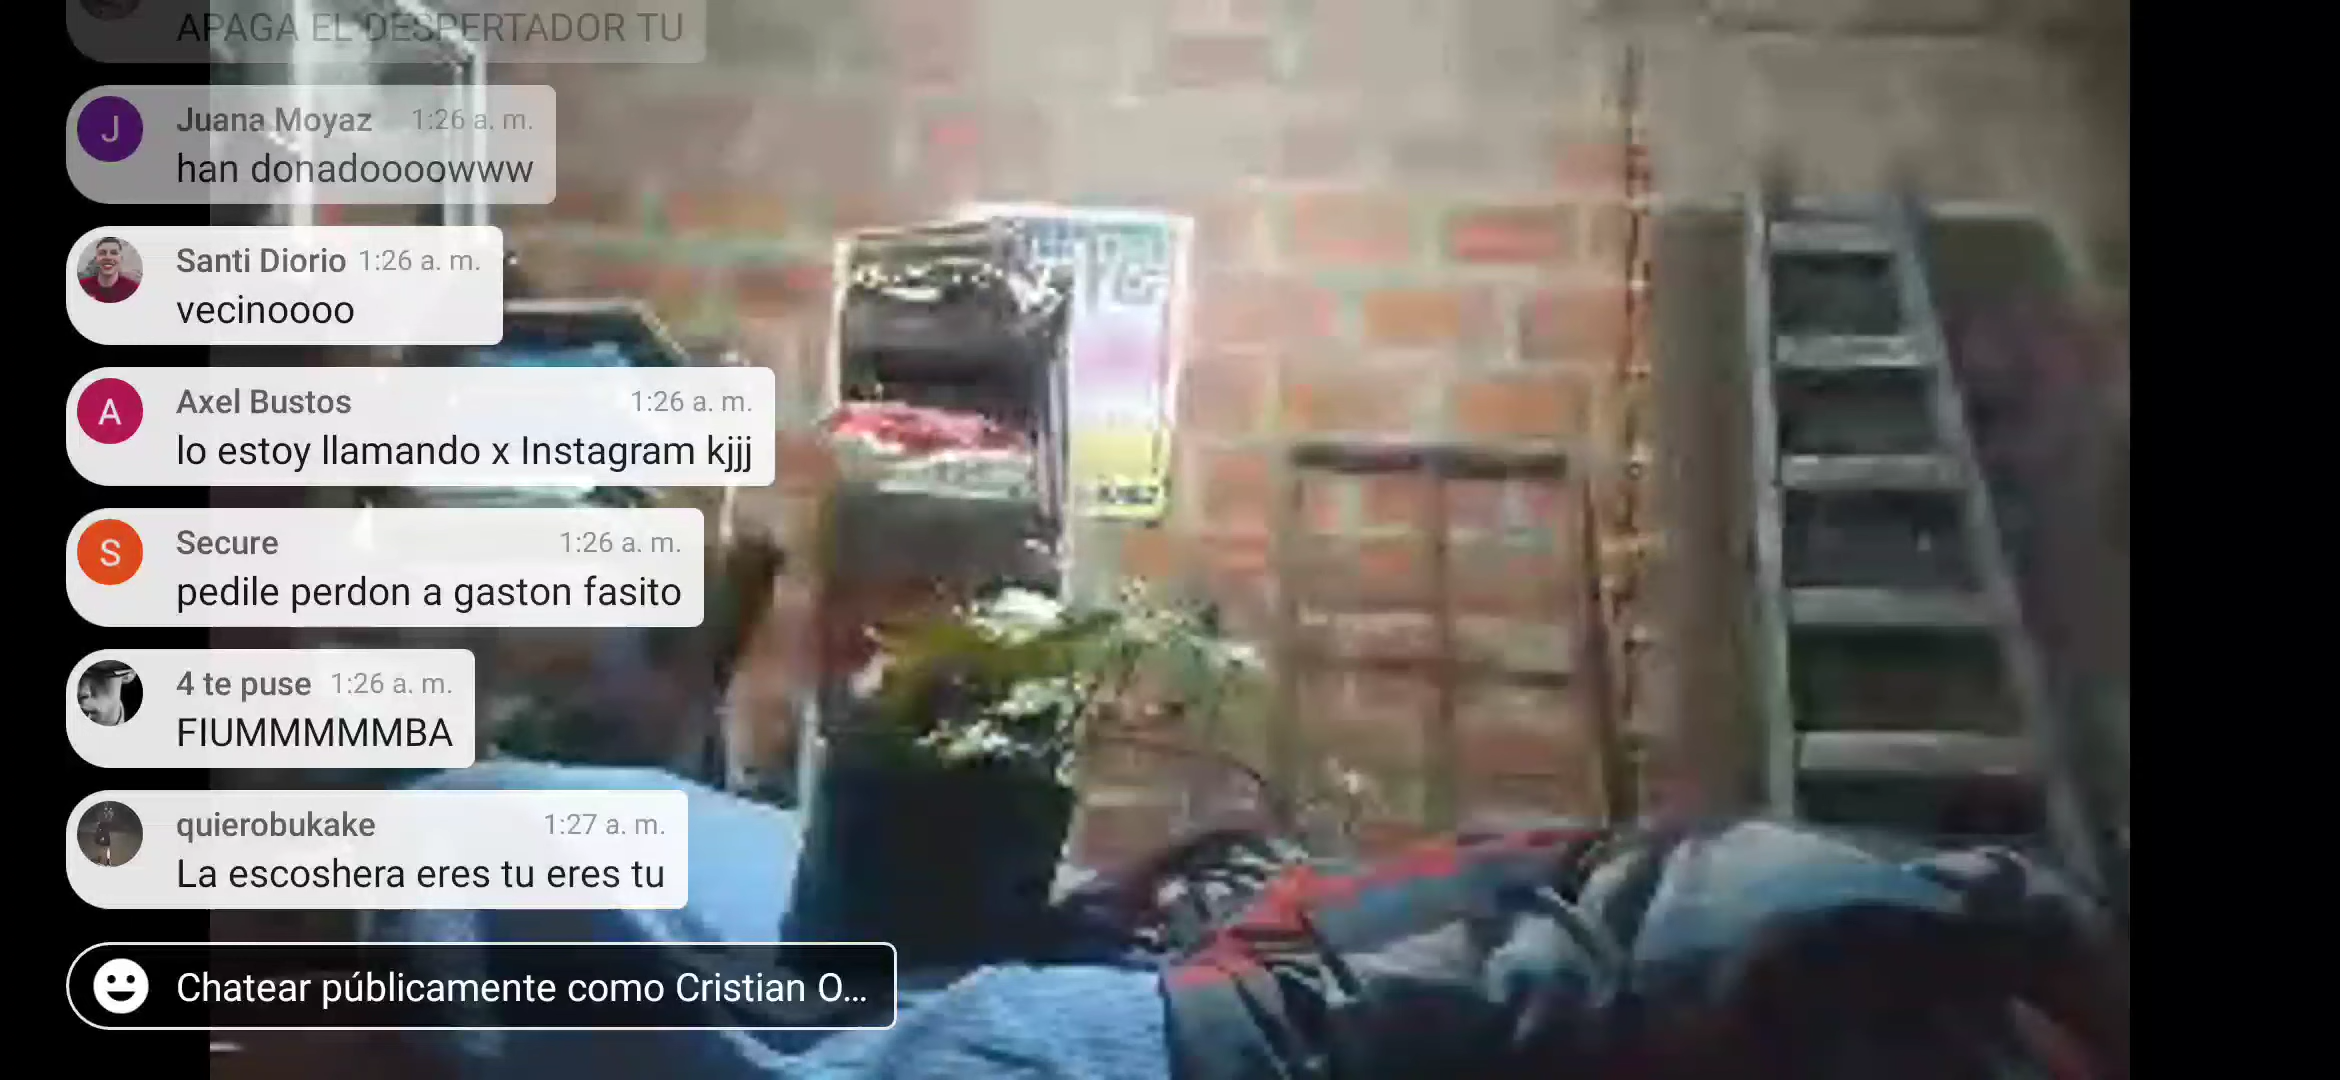 APAGA EL DESPERTADOR TU
Juana Moyaz 1:26 a. m.
han donadoooowww
Santi Diorio 1:26 a. m.
vecinoooo
Axel Bustos 1:26 a. m.
lo estoy llamando x Instagram kjjj
Secure 1:26 a. m.
pedile perdon a gaston fasito
4 te puse 1:26 a. m.
FIUMMMMMBA
quierobukake 1:27 a. m.
La escoshera eres tu eres tu
Chatear públicamente como Cristian O...